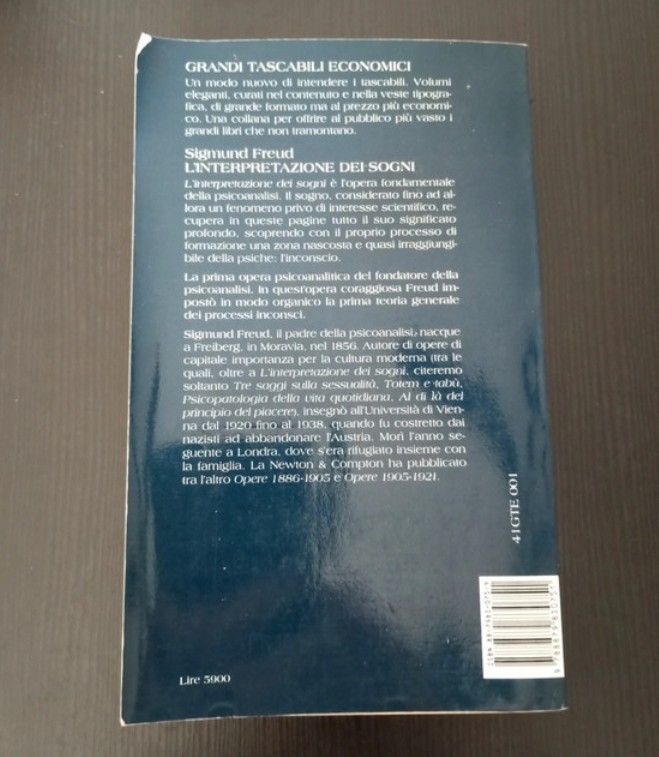 GRANDI TASCABILI ECONOMICI
Un modo nuovo di intendere i tascabili. Volumi
eleganti, curati nel contenuto e nella veste tipogra-
fica, di grande formato ma al prezzo più economi-
co. Una collana per offrire al pubblico più vasto i
grandi libri che non tramontano.
Sigmund Freud
L'INTERPRETAZIONE DEI SOGNI
L'interpretazione dei sogni è l'opera fondamentale
della psicoanalisi. Il sogno, considerato fino ad al-
lora un fenomeno privo di interesse scientifico, re-
cupera in queste pagine tutto il suo significato
profondo, scoprendo con il proprio processo di
formazione una zona nascosta e quasi irraggiungi-
bile della psiche: l'inconscio.
La prima opera psicoanalitica del fondatore della
psicoanalisi. In quest'opera coraggiosa Freud im-
postò in modo organico la prima teoria generale
dei processi inconsci.
Sigmund Freud, il padre della psicoanalisi, nacque
a Freiberg, in Moravia, nel 1856. Autore di opere di
capitale importanza per la cultura moderna (tra le
quali, oltre a L'interpretazione dei sogni, citeremo
soltanto Tre saggi sulla sessualità, Totem e tabù,
Psicopatologia della vita quotidiana, Al di là del
principio del piacere), insegnò all'Università di Vien-
na dal 1920 fino al 1938, quando fu costretto dai
nazisti ad abbandonare l'Austria. Morì l'anno se-
guente a Londra, dove s'era rifugiato insieme con
la famiglia. La Newton & Compton ha pubblicato
tra l'altro Opere 1886-1905 e Opere 1905-1921.
41GTE 001
Lire 5900